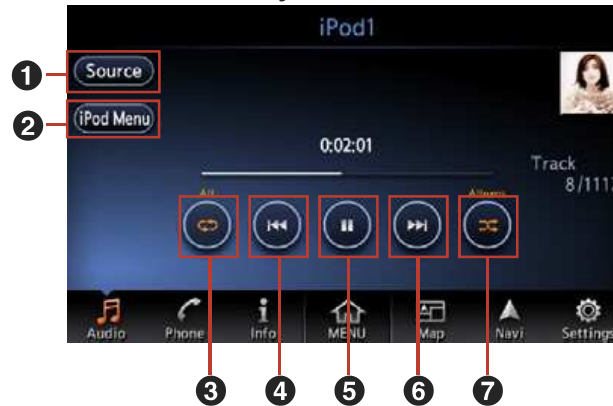 iPod1
1 Source
2 iPod Menu
0:02:01
Track
8/111
All
Albums
Audio Phone Info MENU Map Navi Settings
3 4 5 6 7